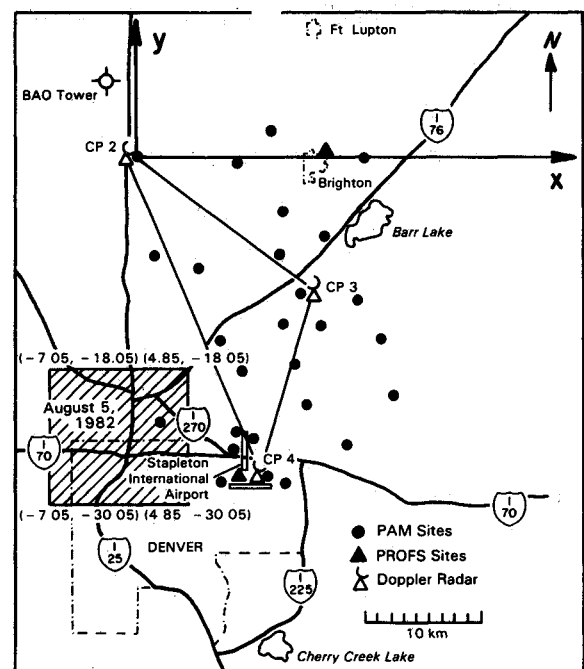 y
Ft Lupton
N
BAO Tower
I
76
CP 2
X
Brighton
Barr Lake
CP 3
(-7 05, -18.05) (4.85, -18 05)
August 5,
1982
I
270
I
70
CP 4
Stapleton
International
Airport
(-7 05, -30 05) (4 85 -30 05)
I
70
DENVER
PAM Sites
PROFS Sites
Doppler Radar
I
25
I
225
10 km
Cherry Creek Lake